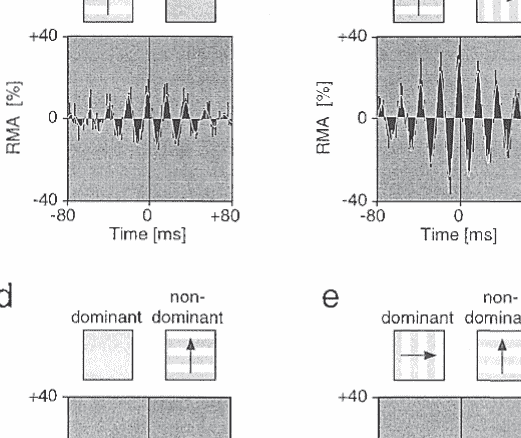 +40 +40
RMA [%] 0 RMA [%] 0
-40 -40
-80 0 +80 -80 0
Time [ms] Time [ms]
d non- e non-
dominant dominant dominant
+40 +40